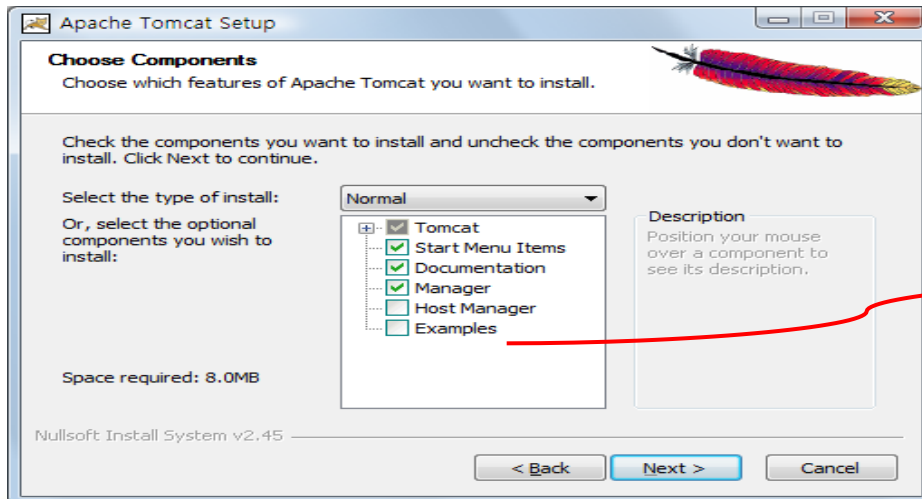 Apache Tomcat Setup
Choose Components
Choose which features of Apache Tomcat you want to install.
Check the components you want to install and uncheck the components you don't want to
install. Click Next to continue.
Select the type of install:
Normal
Or, select the optional
components you wish to
install:
Tomcat
Start Menu Items
Documentation
Manager
Host Manager
Examples
Description
Position your mouse
over a component to
see its description.
Space required: 8.0MB
Nullsoft Install System v2.45
< Back
Next >
Cancel